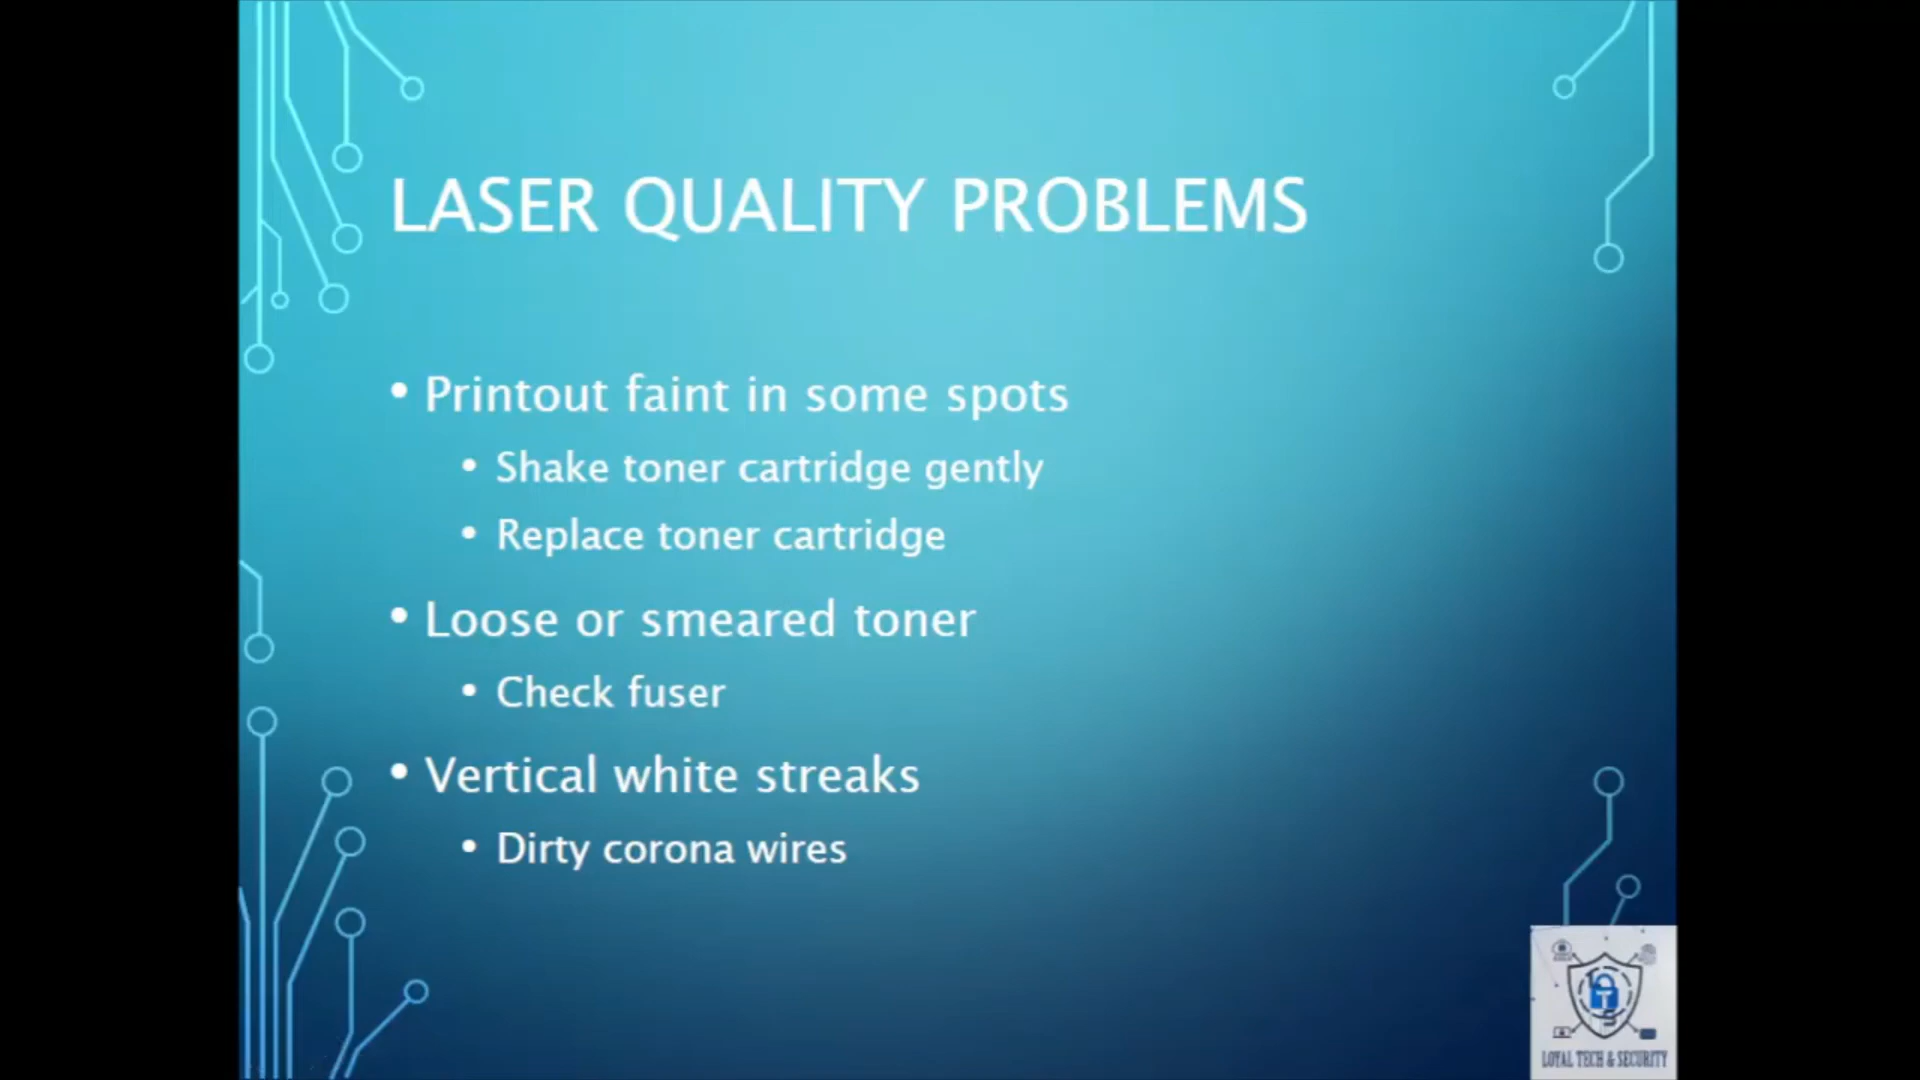 LASER QUALITY PROBLEMS
• Printout faint in some spots
• Shake toner cartridge gently
• Replace toner cartridge
• Loose or smeared toner
• Check fuser
• Vertical white streaks
• Dirty corona wires
LOYAL TECH & SECURITY